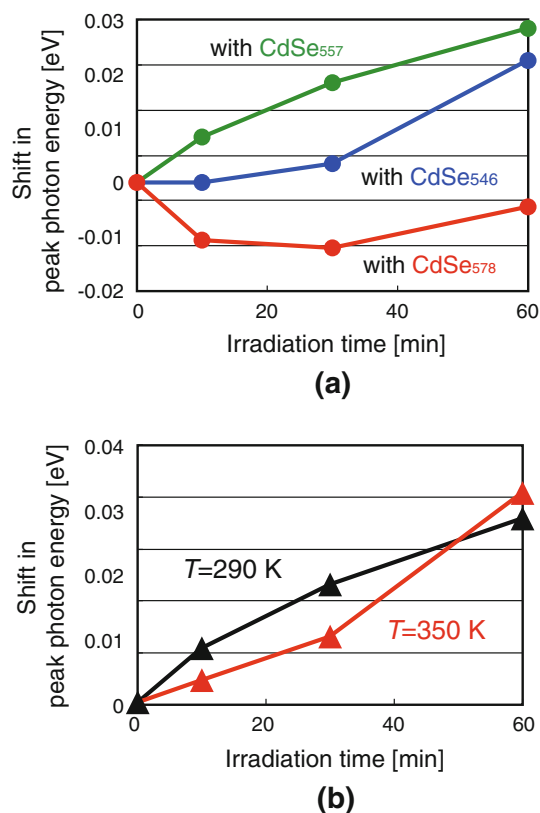 0.03
0.02
0.01
0
-0.01
-0.02
Shift in
peak photon energy [eV]
with CdSe557
with CdSe546
with CdSe578
0 20 40 60
Irradiation time [min]
(a)
0.04
0.03
0.02
0.01
0
Shift in
peak photon energy [eV]
T=290 K
T=350 K
0 20 40 60
Irradiation time [min]
(b)